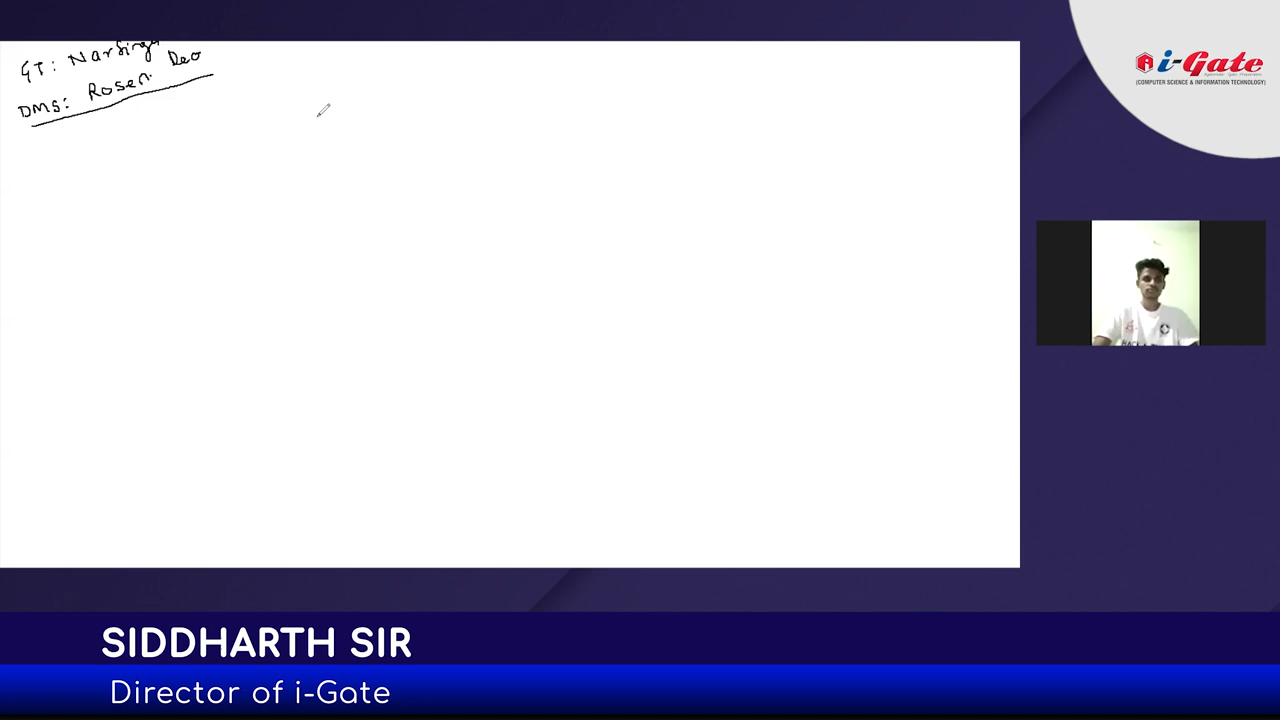 GT: Narsingh Deo
DMS: Rosen.
i-Gate
(COMPUTER SCIENCE & INFORMATION TECHNOLOGY)
SIDDHARTH SIR
Director of i-Gate